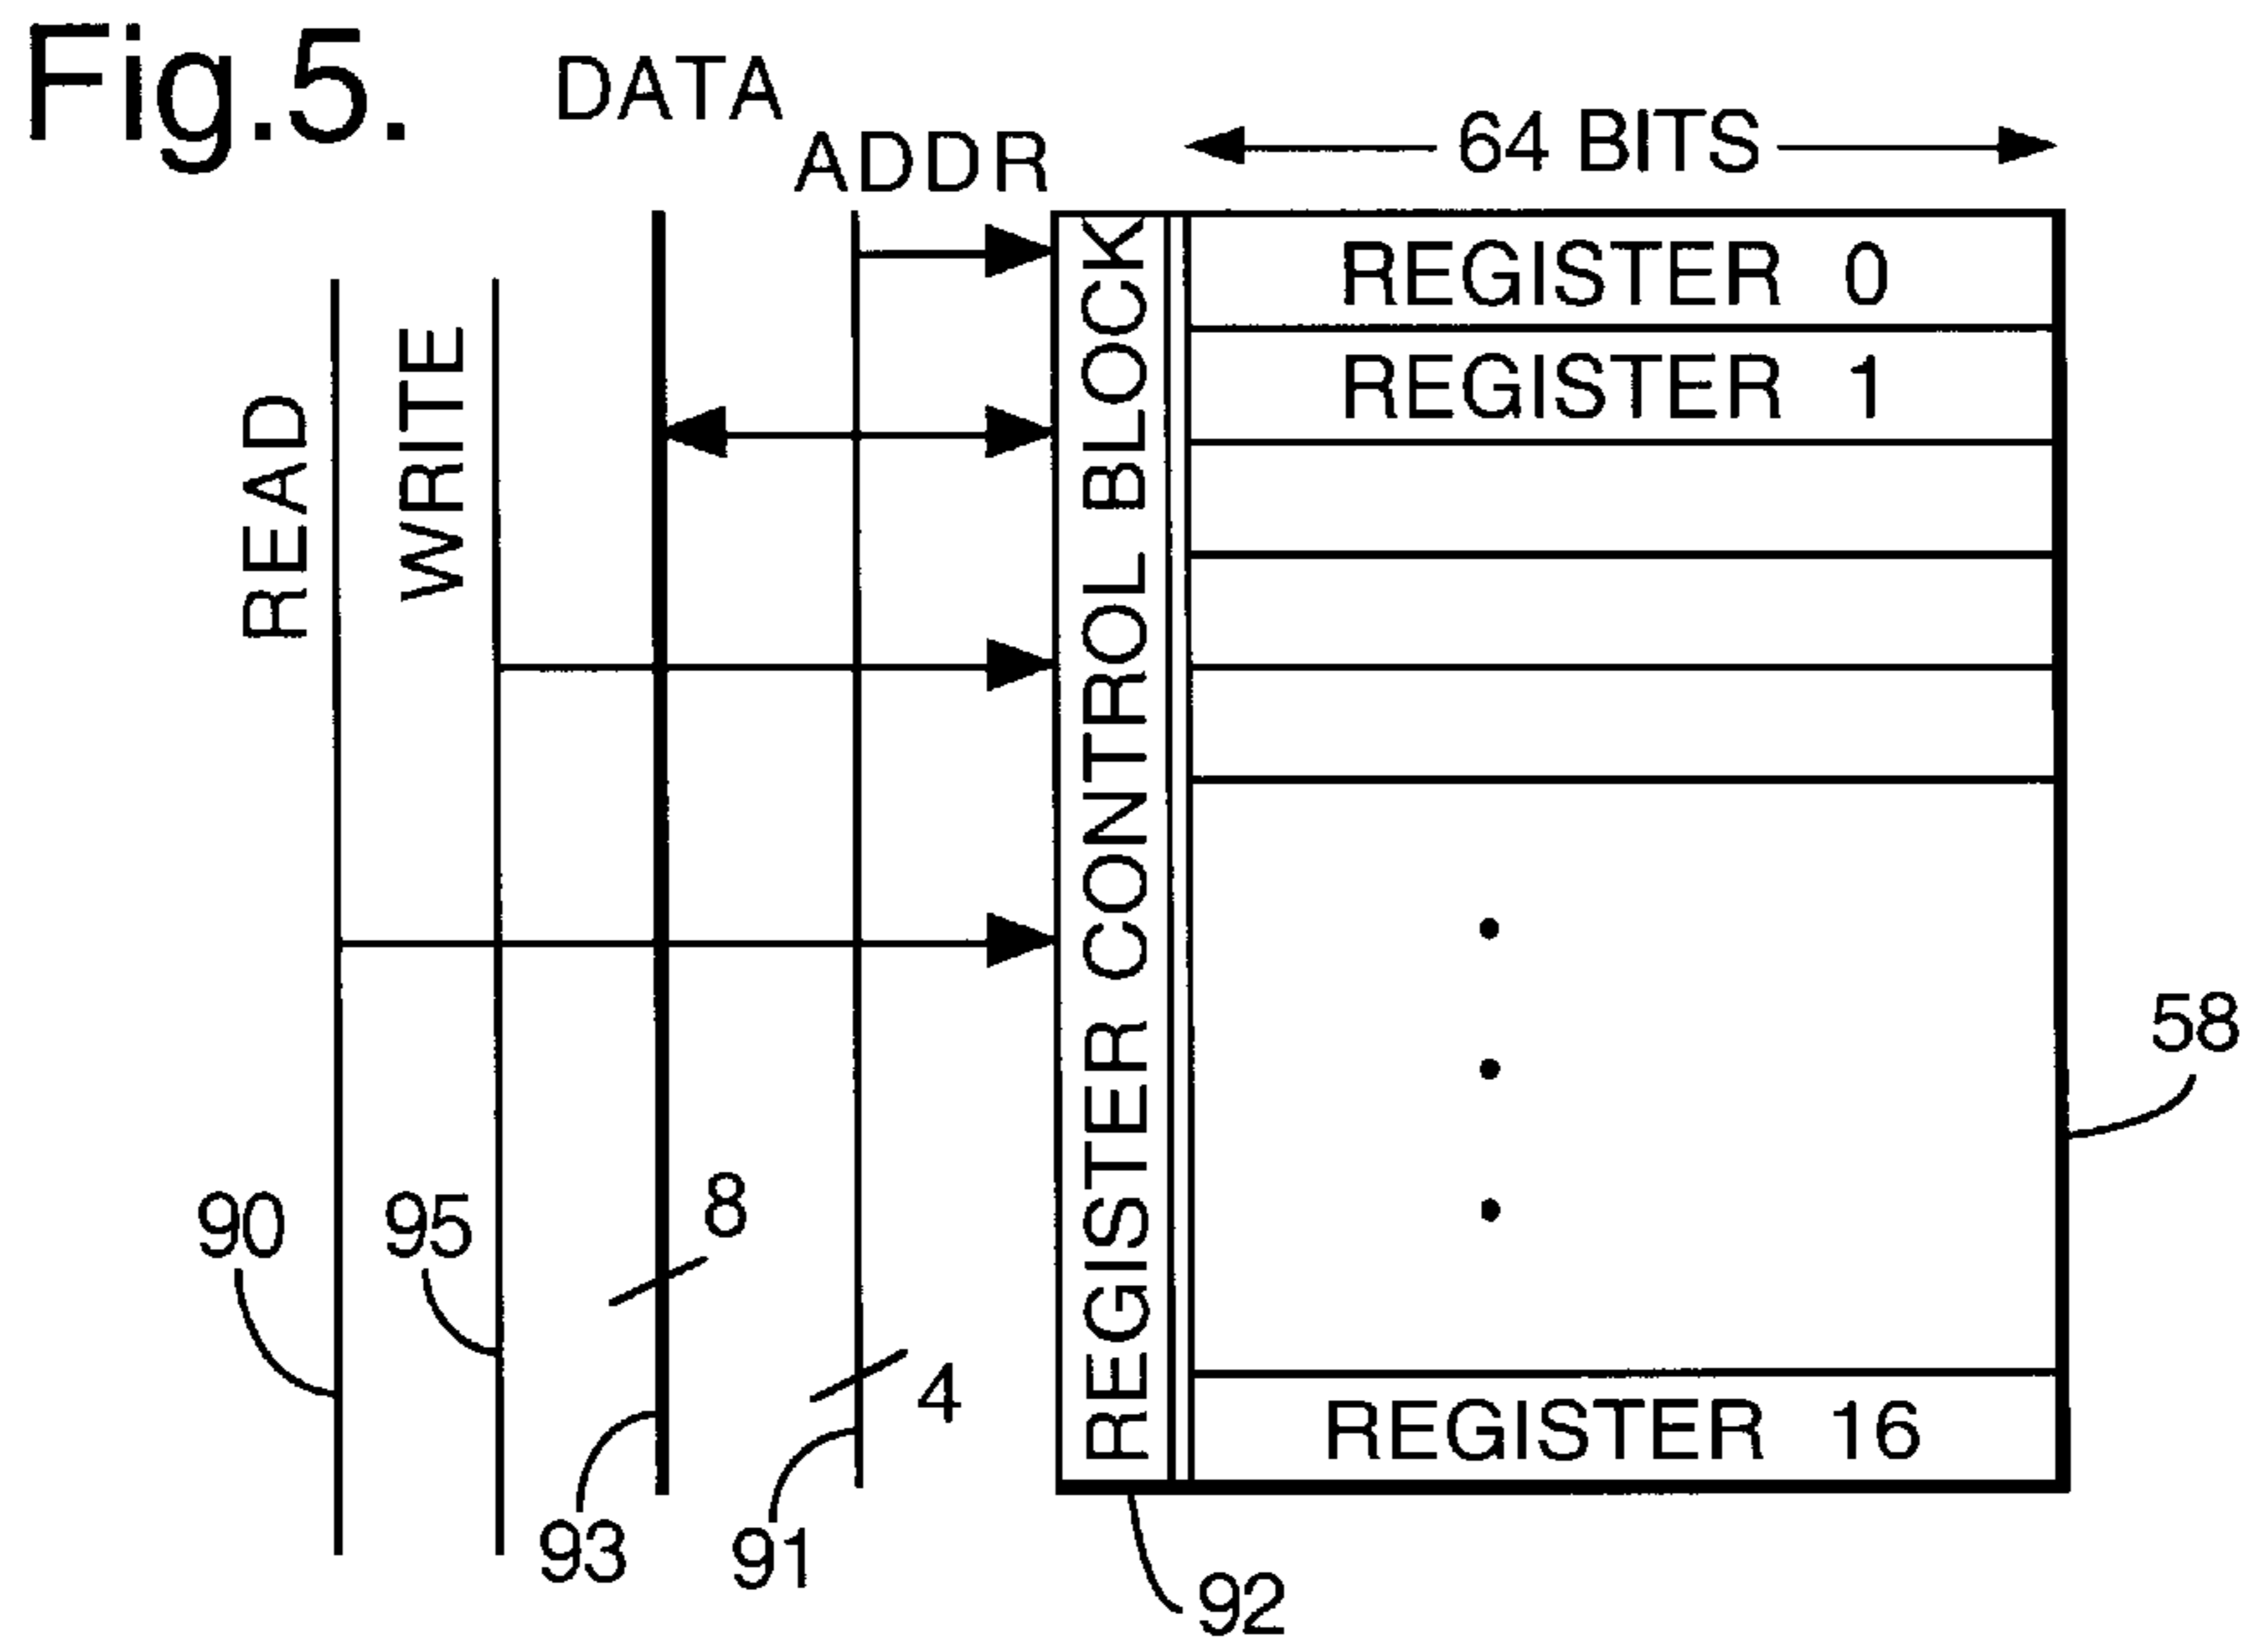 Fig.5.
DATA
ADDR
64 BITS
READ
WRITE
REGISTER CONTROL BLOCK
REGISTER 0
REGISTER 1
REGISTER 16
58
90
95
8
4
93
91
92